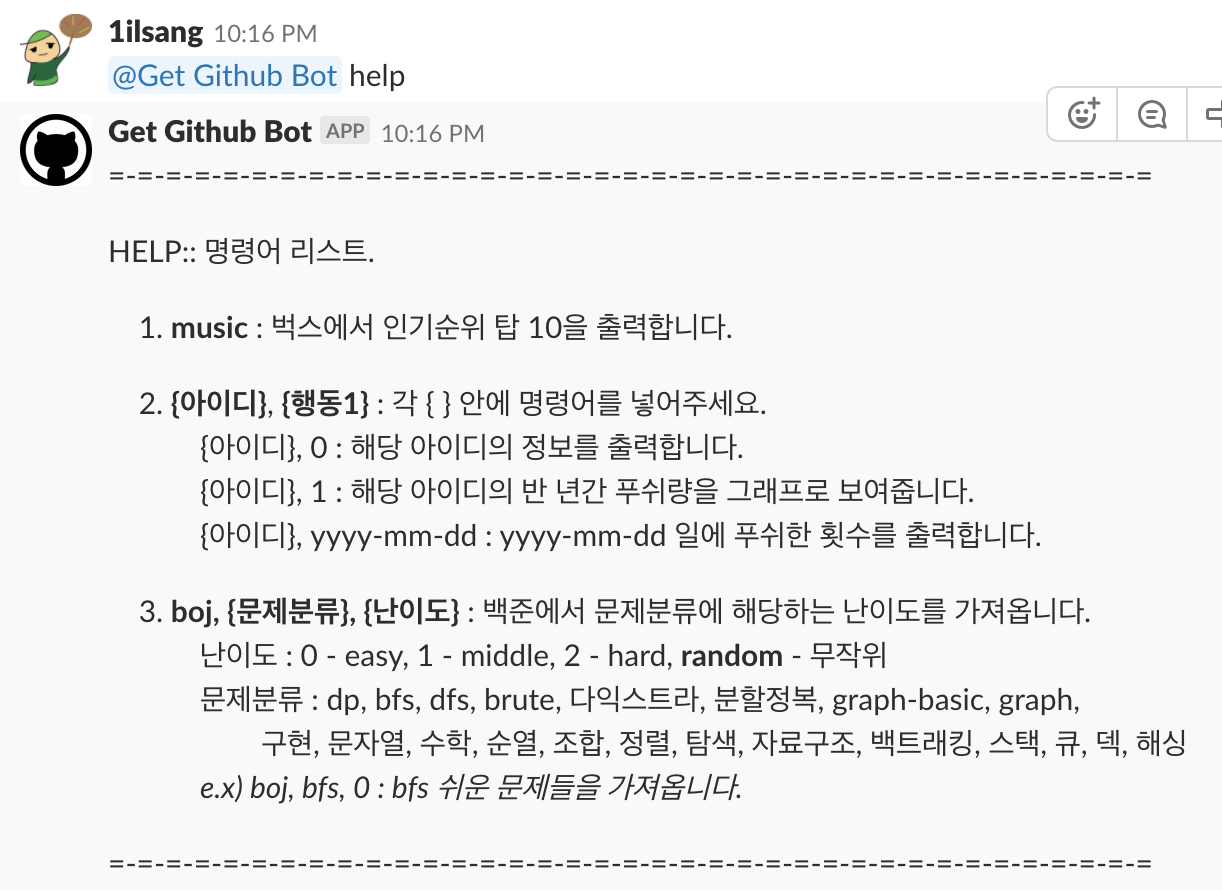 1ilsang 10:16 PM
@Get Github Bot help
Get Github Bot APP 10:16 PM
=-=-=-=-=-=-=-=-=-=-=-=-=-=-=-=-=-=-=-=-=-=-=-=-=-=-=-=-=-=-=-=-=-=-=-=-=
HELP:: 명령어 리스트.
1. music : 벅스에서 인기순위 탑 10을 출력합니다.
2. {아이디}, {행동1} : 각 { } 안에 명령어를 넣어주세요.
{아이디}, 0 : 해당 아이디의 정보를 출력합니다.
{아이디}, 1 : 해당 아이디의 반 년간 푸쉬량을 그래프로 보여줍니다.
{아이디}, yyyy-mm-dd : yyyy-mm-dd 일에 푸쉬한 횟수를 출력합니다.
3. boj, {문제분류}, {난이도} : 백준에서 문제분류에 해당하는 난이도를 가져옵니다.
난이도 : 0 - easy, 1 - middle, 2 - hard, random - 무작위
문제분류 : dp, bfs, dfs, brute, 다익스트라, 분할정복, graph-basic, graph,
구현, 문자열, 수학, 순열, 조합, 정렬, 탐색, 자료구조, 백트래킹, 스택, 큐, 덱, 해싱
e.x) boj, bfs, 0 : bfs 쉬운 문제들을 가져옵니다.
=-=-=-=-=-=-=-=-=-=-=-=-=-=-=-=-=-=-=-=-=-=-=-=-=-=-=-=-=-=-=-=-=-=-=-=-=